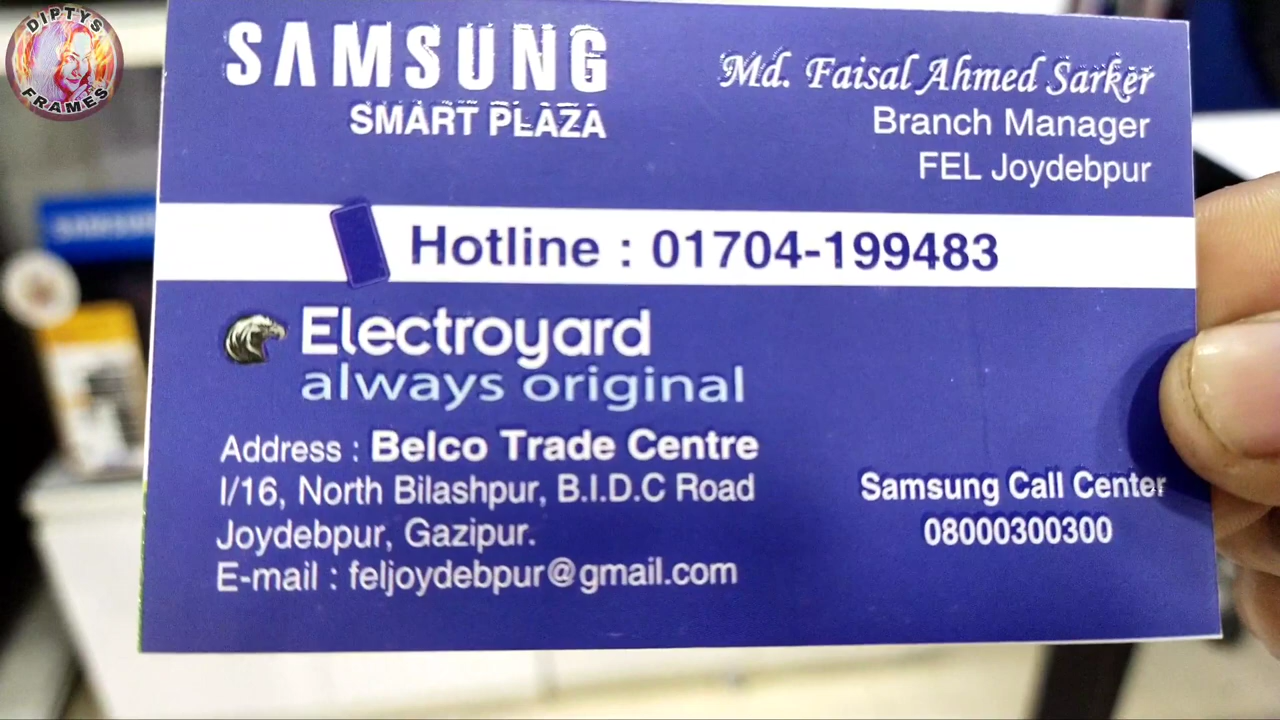 DIPTYS
FRAMES
SAMSUNG
SMART PLAZA
Md. Faisal Ahmed Sarker
Branch Manager
FEL Joydebpur
Hotline : 01704-199483
Electroyard
always original
Address : Belco Trade Centre
I/16, North Bilashpur, B.I.D.C Road
Joydebpur, Gazipur.
E-mail : feljoydebpur@gmail.com
Samsung Call Center
08000300300
SAMSUNG